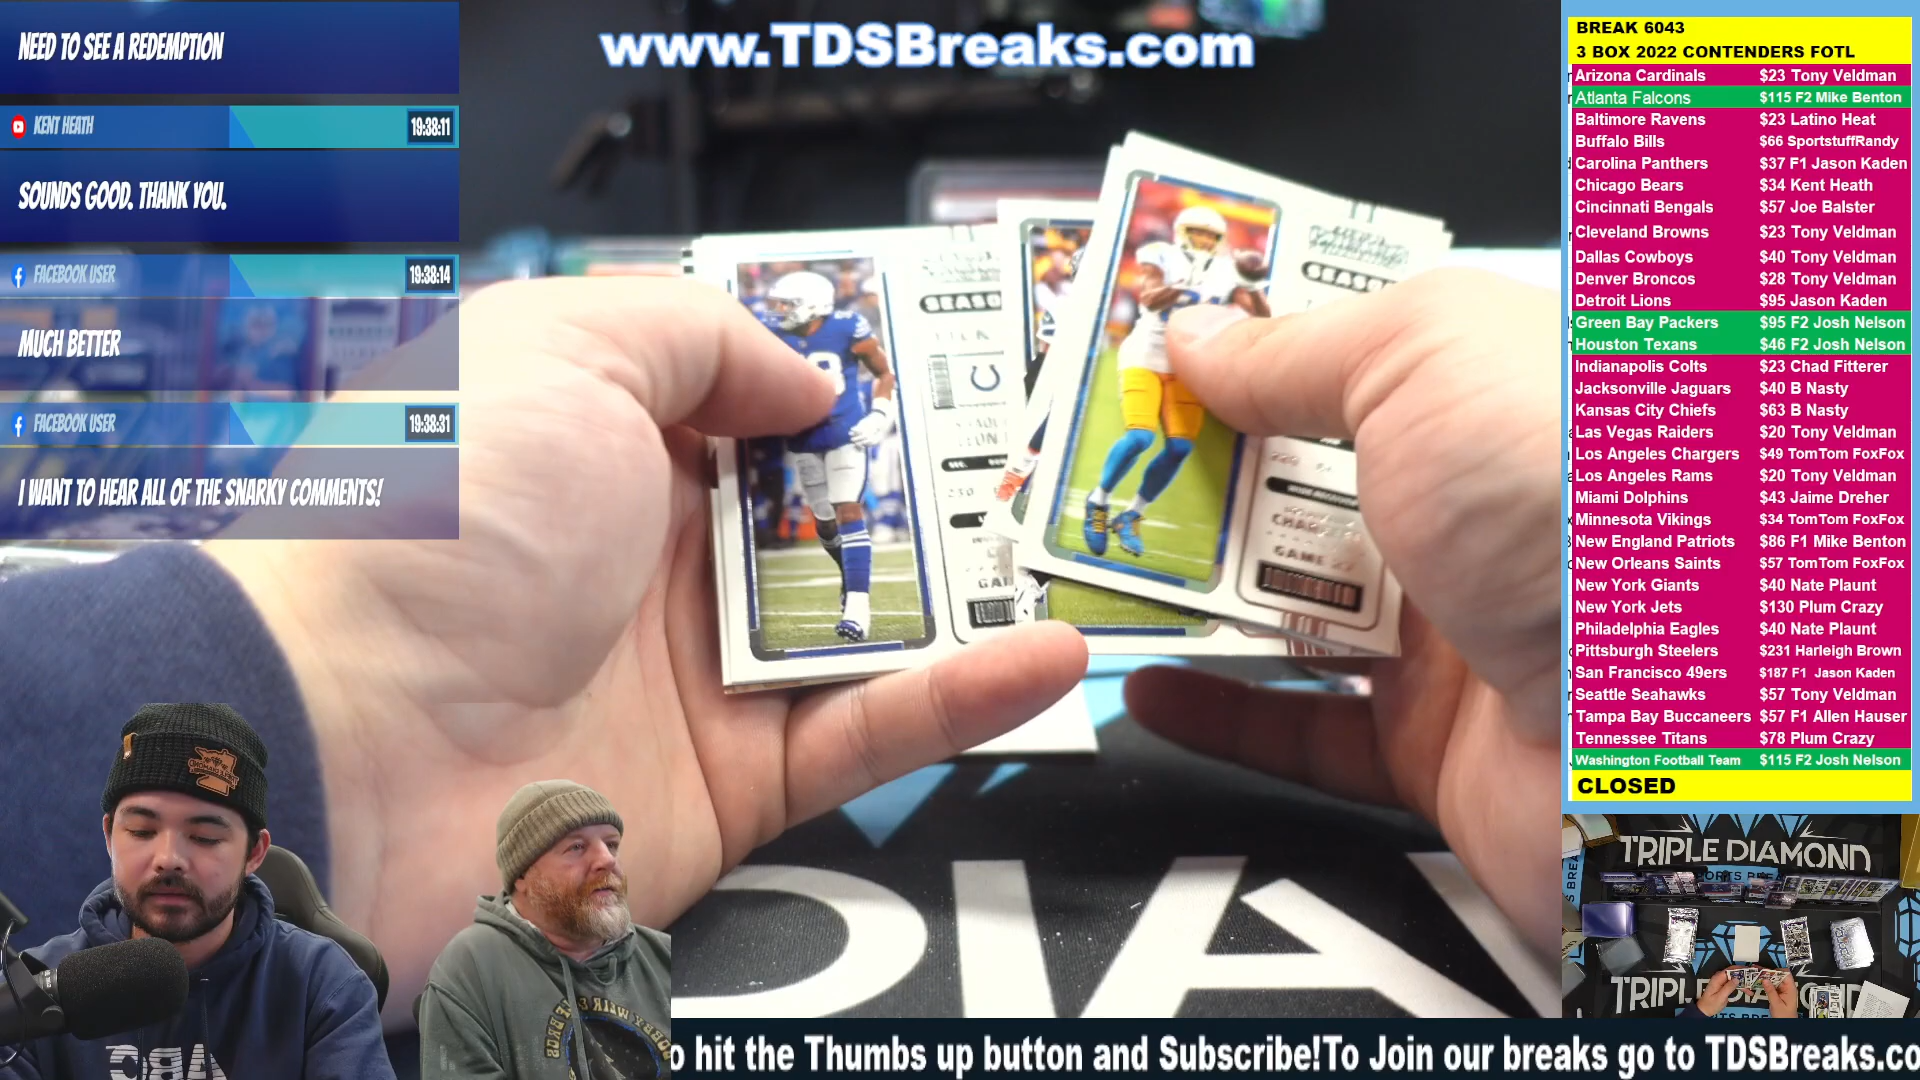 NEED TO SEE A REDEMPTION
KENT HEATH
19:38:11
SOUNDS GOOD. THANK YOU.
FACEBOOK USER
19:38:14
MUCH BETTER
FACEBOOK USER
19:38:31
I WANT TO HEAR ALL OF THE SNARKY COMMENTS!
www.TDSBreaks.com
BREAK 6043
3 BOX 2022 CONTENDERS FOTL
Arizona Cardinals $23 Tony Veldman
Atlanta Falcons $115 F2 Mike Benton
Baltimore Ravens $23 Latino Heat
Buffalo Bills $66 SportstuffRandy
Carolina Panthers $37 F1 Jason Kaden
Chicago Bears $34 Kent Heath
Cincinnati Bengals $57 Joe Balster
Cleveland Browns $23 Tony Veldman
Dallas Cowboys $40 Tony Veldman
Denver Broncos $28 Tony Veldman
Detroit Lions $95 Jason Kaden
Green Bay Packers $95 F2 Josh Nelson
Houston Texans $46 F2 Josh Nelson
Indianapolis Colts $23 Chad Fitterer
Jacksonville Jaguars $40 B Nasty
Kansas City Chiefs $63 B Nasty
Las Vegas Raiders $20 Tony Veldman
Los Angeles Chargers $49 TomTom FoxFox
Los Angeles Rams $20 Tony Veldman
Miami Dolphins $43 Jaime Dreher
Minnesota Vikings $34 TomTom FoxFox
New England Patriots $86 F1 Mike Benton
New Orleans Saints $57 TomTom FoxFox
New York Giants $40 Nate Plaunt
New York Jets $130 Plum Crazy
Philadelphia Eagles $40 Nate Plaunt
Pittsburgh Steelers $231 Harleigh Brown
San Francisco 49ers $187 F1 Jason Kaden
Seattle Seahawks $57 Tony Veldman
Tampa Bay Buccaneers $57 F1 Allen Hauser
Tennessee Titans $78 Plum Crazy
Washington Football Team $115 F2 Josh Nelson
CLOSED
TRIPLE DIAMOND
o hit the Thumbs up button and Subscribe!To Join our breaks go to TDSBreaks.co